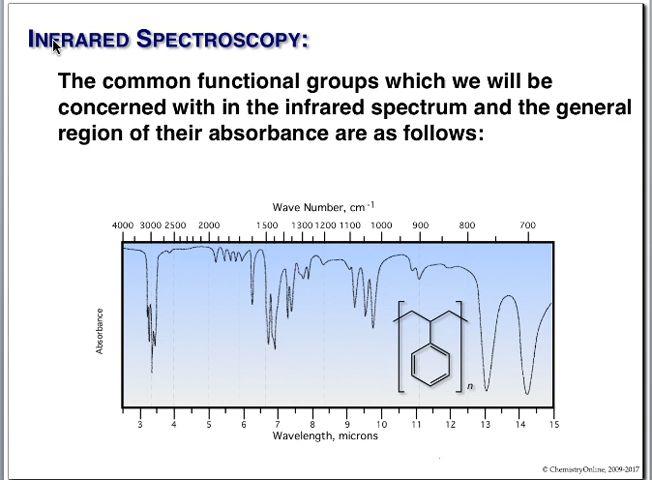 INFRARED SPECTROSCOPY:
The common functional groups which we will be
concerned with in the infrared spectrum and the general
region of their absorbance are as follows:
Wave Number, cm-1
4000 3000 2500 2000 1500 1300 1200 1100 1000 900 800 700
Absorbance
n
3 4 5 6 7 8 9 10 11 12 13 14 15
Wavelength, microns
© ChemistryOnline, 2009-2017